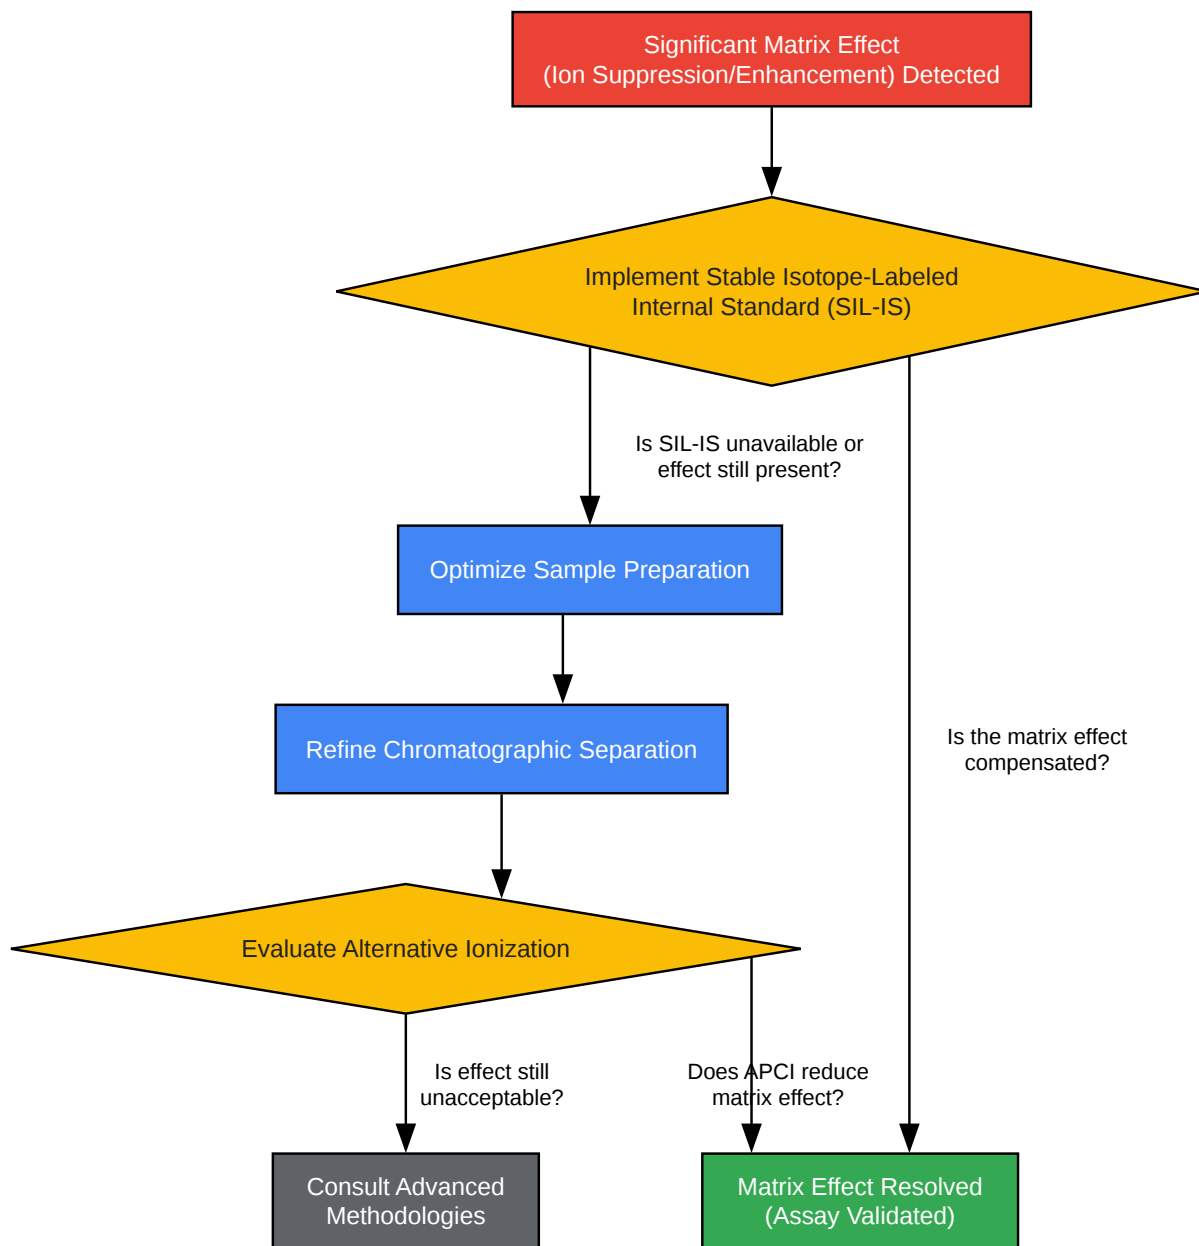 Significant Matrix Effect
(Ion Suppression/Enhancement) Detected
Implement Stable Isotope-Labeled
Internal Standard (SIL-IS)
Is SIL-IS unavailable or
effect still present?
Optimize Sample Preparation
Refine Chromatographic Separation
Is the matrix effect
compensated?
Evaluate Alternative Ionization
Is effect still
unacceptable?
Does APCI reduce
matrix effect?
Consult Advanced
Methodologies
Matrix Effect Resolved
(Assay Validated)